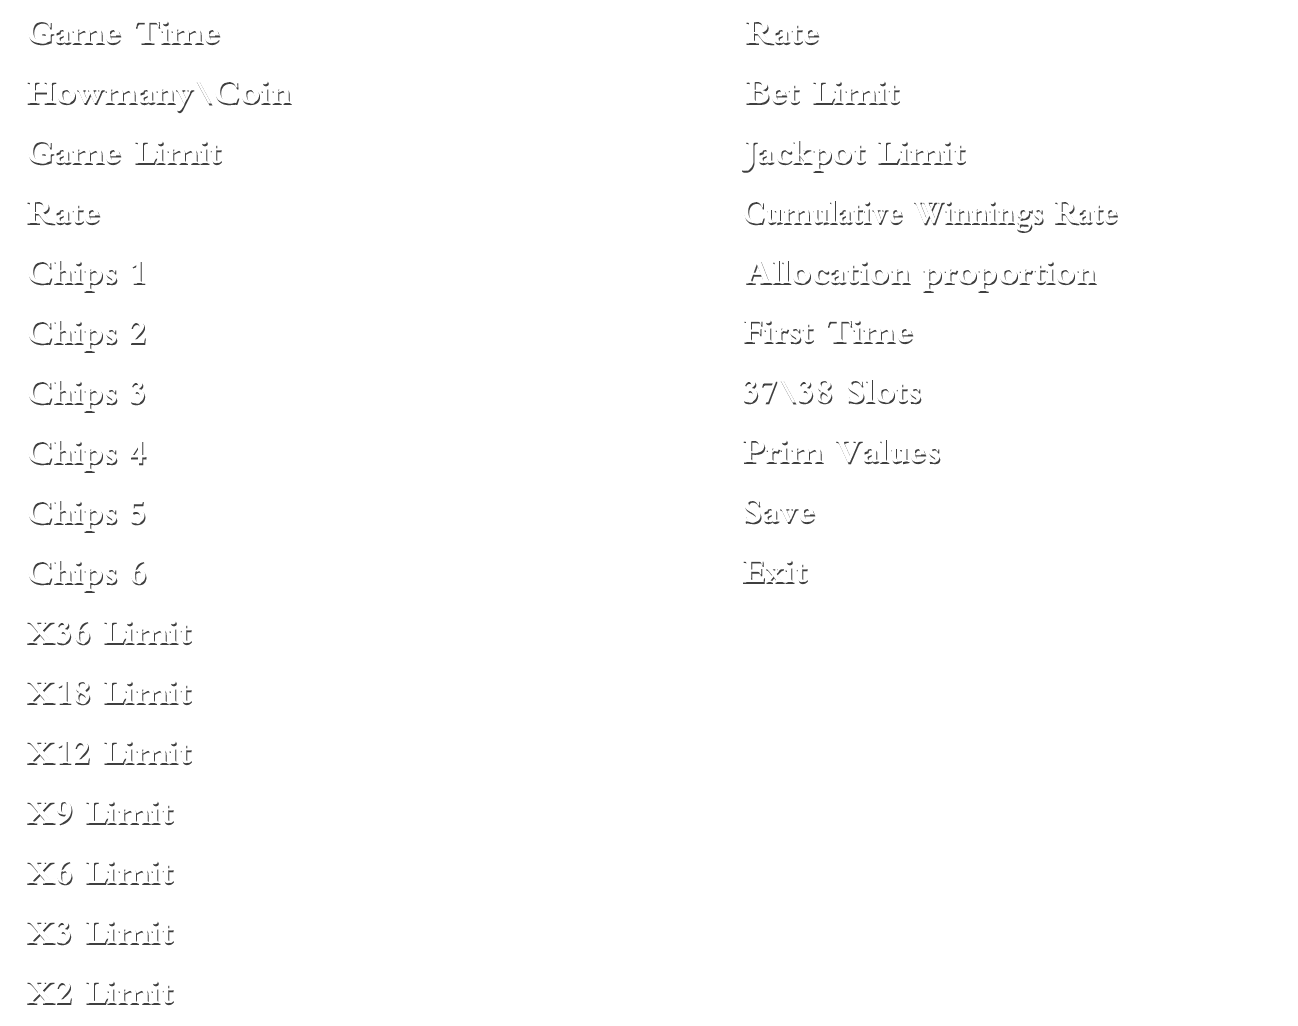 Game Time
Howmany\Coin
Game Limit
Rate
Chips 1
Chips 2
Chips 3
Chips 4
Chips 5
Chips 6
X36 Limit
X18 Limit
X12 Limit
X9 Limit
X6 Limit
X3 Limit
X2 Limit
Rate
Bet Limit
Jackpot Limit
Cumulative Winnings Rate
Allocation proportion
First Time
37\38 Slots
Prim Values
Save
Exit